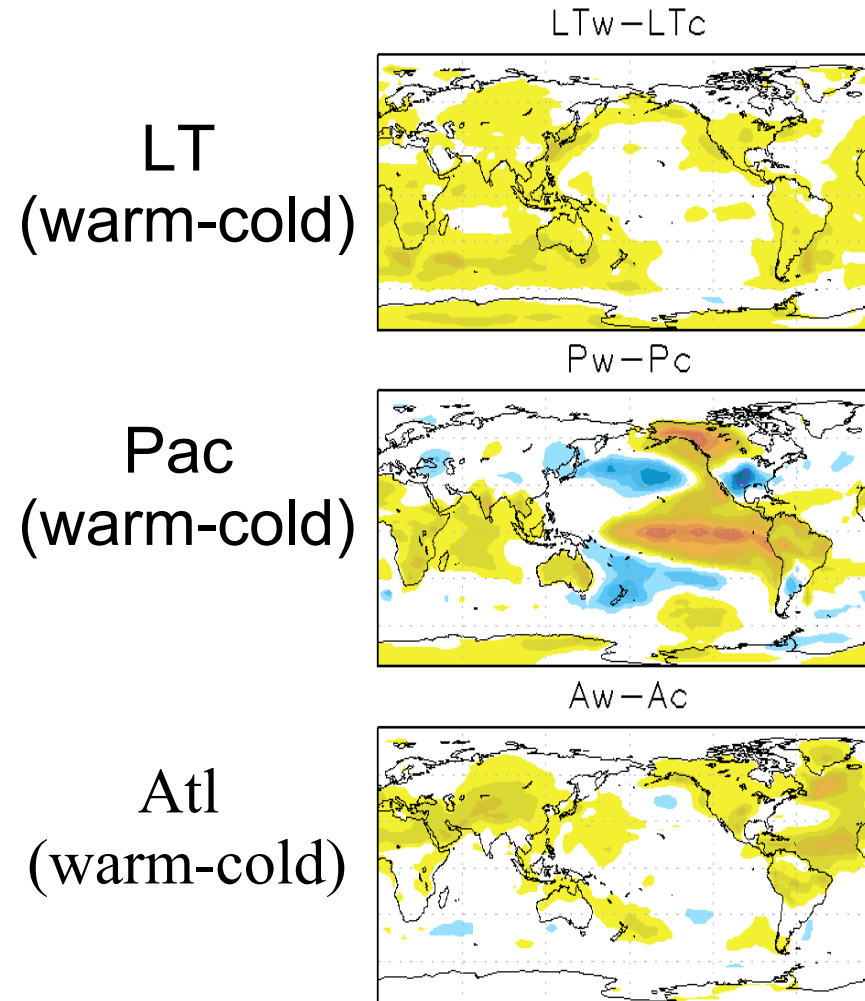 LTw-LTc
LT
(warm-cold)
Pw-Pc
Pac
(warm-cold)
Aw-Ac
Atl
(warm-cold)